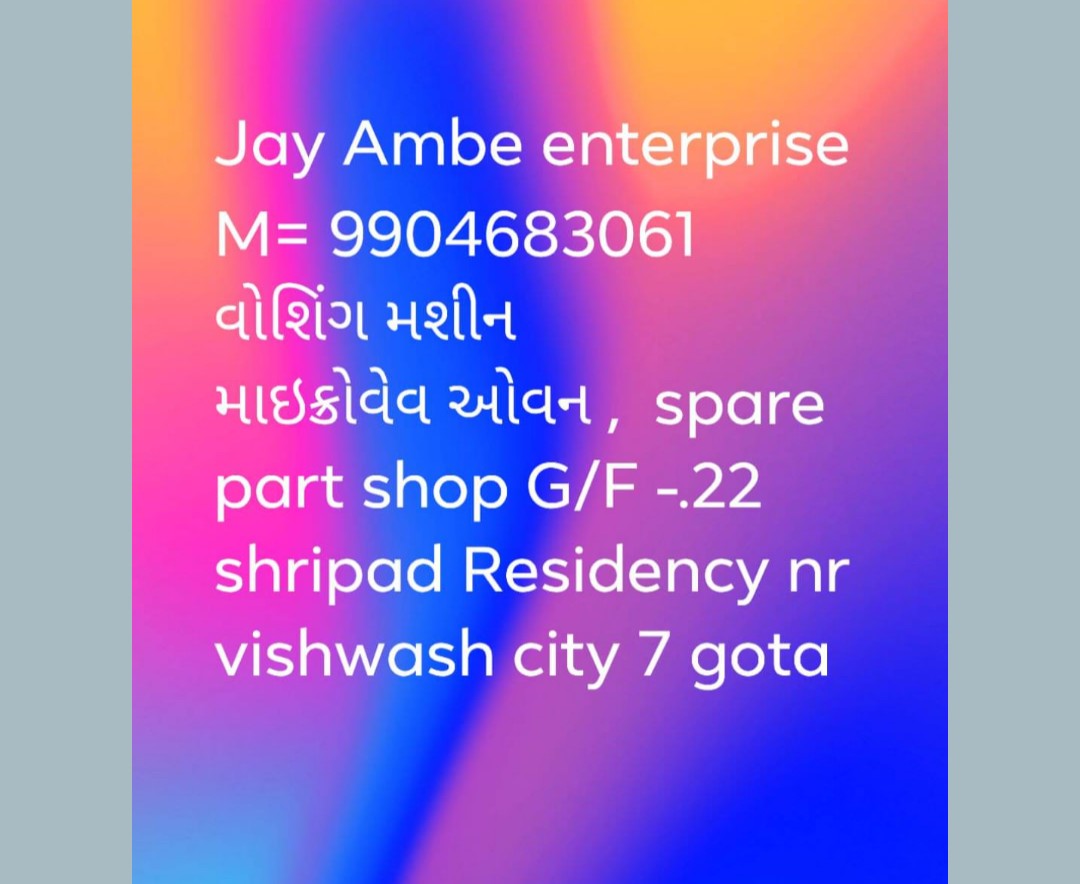 Jay Ambe enterprise
M= 9904683061
વોશિંગ મશીન
માઇક્રોવેવ ઓવન ,  spare
part shop G/F -.22
shripad Residency nr
vishwash city 7 gota